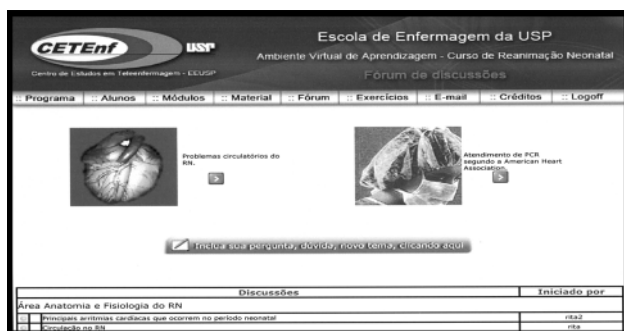 CETEnf
USP
Centro de Estudos em Teleenfermagem - EEUSP
Escola de Enfermagem da USP
Ambiente Virtual de Aprendizagem - Curso de Reanimação Neonatal
Fórum de discussões
:: Programa :: Alunos :: Módulos :: Material :: Fórum :: Exercícios :: E-mail :: Créditos :: Logoff
Problemas circulatórios do
RN.
Atendimento de PCR
segundo a American Heart
Association.
Inclua sua pergunta, dúvida, novo tema, clicando aqui
Discussões Iniciado por
Área Anatomia e Fisiologia do RN
Principais arritmias cardíacas que ocorrem no período neonatal rita2
Circulação no RN rita